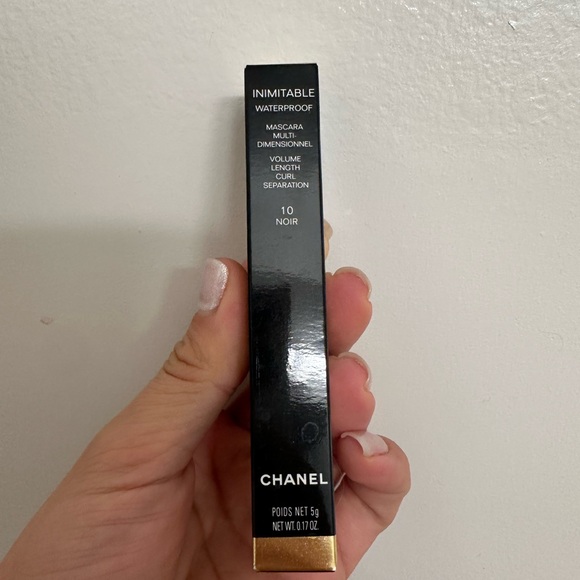 INIMITABLE
WATERPROOF
MASCARA
MULTI-
DIMENSIONNEL
VOLUME
LENGTH
CURL
SEPARATION
10
NOIR
CHANEL
POIDS NET 5g
NET WT. 0.17 OZ.